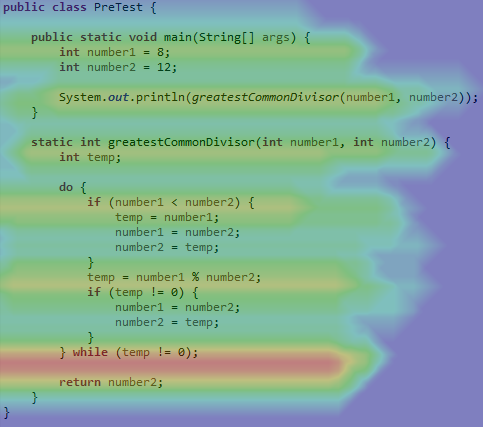 public class PreTest {
    public static void main(String[] args) {
        int number1 = 8;
        int number2 = 12;
        System.out.println(greatestCommonDivisor(number1, number2));
    }
    static int greatestCommonDivisor(int number1, int number2) {
        int temp;
        do {
            if (number1 < number2) {
                temp = number1;
                number1 = number2;
                number2 = temp;
            }
            temp = number1 % number2;
            if (temp != 0) {
                number1 = number2;
                number2 = temp;
            }
        } while (temp != 0);
        return number2;
    }
}